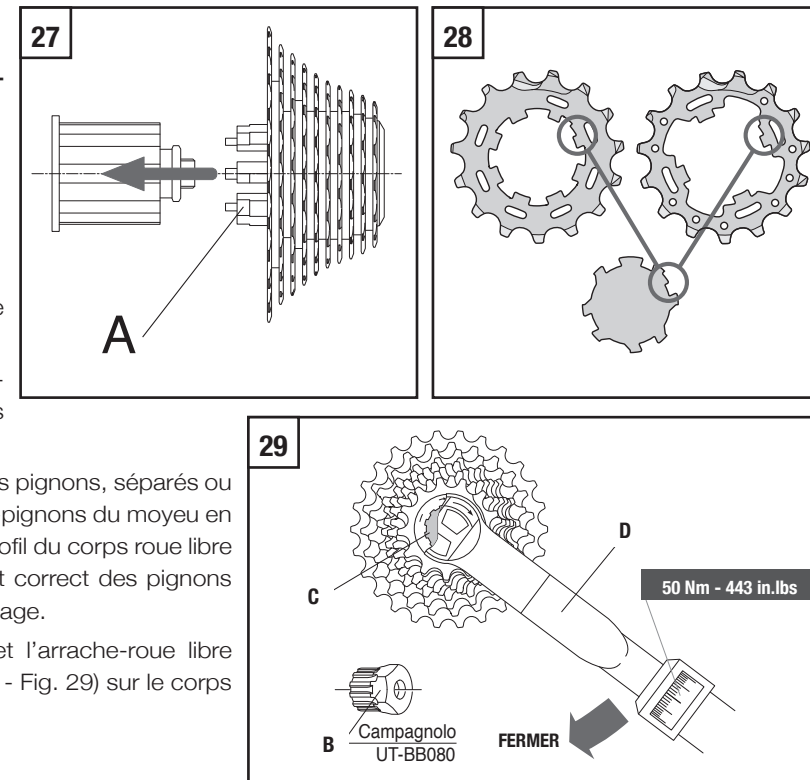 27
A
28
e
-
s
s pignons, séparés ou
pignons du moyeu en
ofil du corps roue libre
t correct des pignons
age.
et l'arrache-roue libre
- Fig. 29) sur le corps
29
D
50 Nm - 443 in.lbs
C
B
Campagnolo
UT-BB080
FERMER